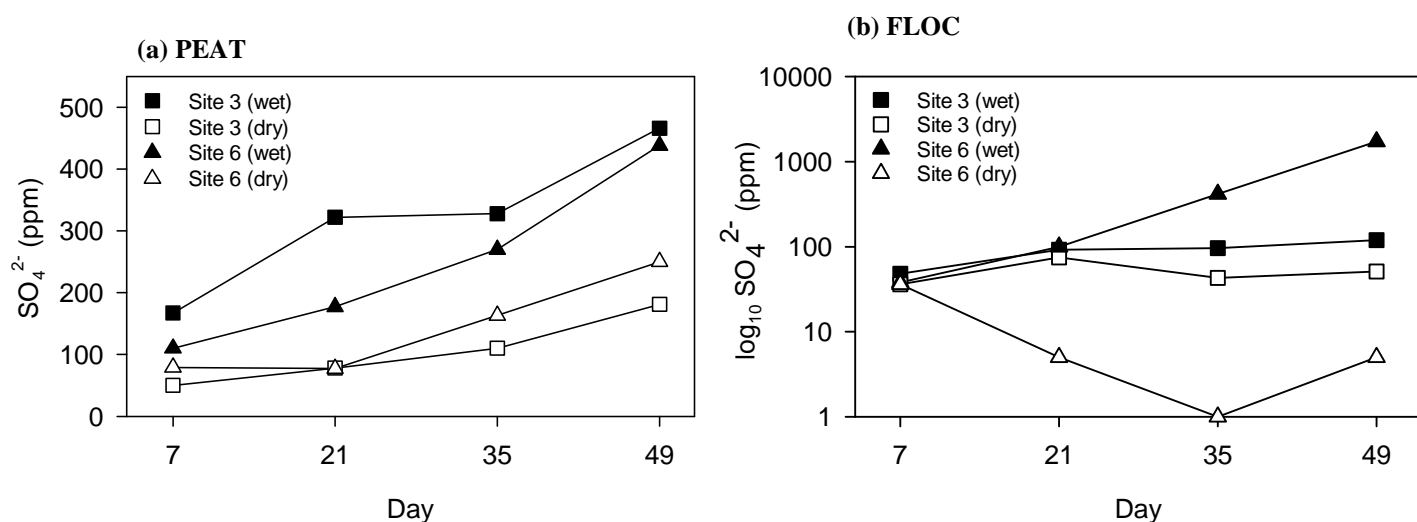 (a) PEAT
500
400
300
200
100
0
SO₄²⁻ (ppm)
Site 3 (wet)
Site 3 (dry)
Site 6 (wet)
Site 6 (dry)
7 21 35 49
Day
(b) FLOC
10000
1000
100
10
1
log₁₀ SO₄²⁻ (ppm)
Site 3 (wet)
Site 3 (dry)
Site 6 (wet)
Site 6 (dry)
7 21 35 49
Day